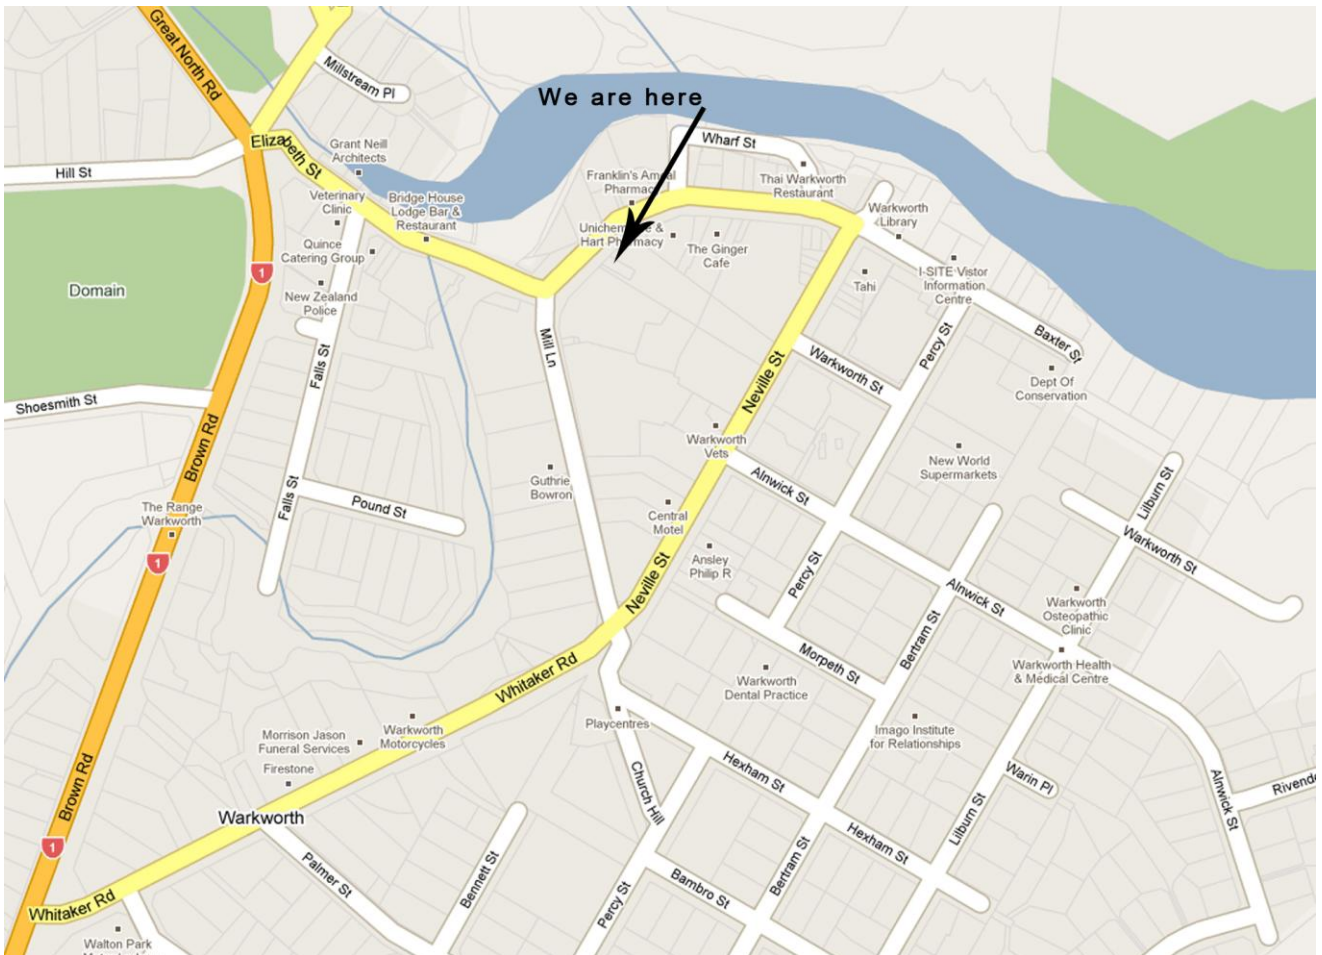 Great North Rd
Millstream Pl
We are here
Elizabeth St
Grant Neill
Architects
Wharf St
Hill St
Franklin's
Pharmacy
Thai Warkworth
Restaurant
Veterinary
Clinic
Bridge House
Lodge Bar &
Restaurant
Warkworth
Library
&
Hart Pharmacy
The Ginger
Cafe
Quince
Catering Group
1
Domain
New Zealand
Police
Tahi
I-SITE Vistor
Information
Centre
Mill Ln
Percy St
Baxter St
Falls St
Neville St
Warkworth St
Dept Of
Conservation
Shoesmith St
Brown Rd
Warkworth
Vets
New World
Supermarkets
Guthrie
Bowron
Alnwick St
Lilburn St
Falls St
Pound St
The Range
Warkworth
Central
Motel
Warkworth St
1
Ansley
Philip R
Neville St
Percy St
Alnwick St
Warkworth
Osteopathic
Clinic
Bertram St
Morpeth St
Warkworth Health
& Medical Centre
Whitaker Rd
Warkworth
Dental Practice
Playcentres
Warkworth
Motorcycles
Imago Institute
for Relationships
Morrison Jason
Funeral Services
Firestone
Brown Rd
Hexham St
Warin Pl
Alnwick St
Rivend
Church Hill
Warkworth
1
Lilburn St
Hexham St
Palmer St
Bennett St
Percy St
Bambro St
Bertram St
Whitaker Rd
Walton Park